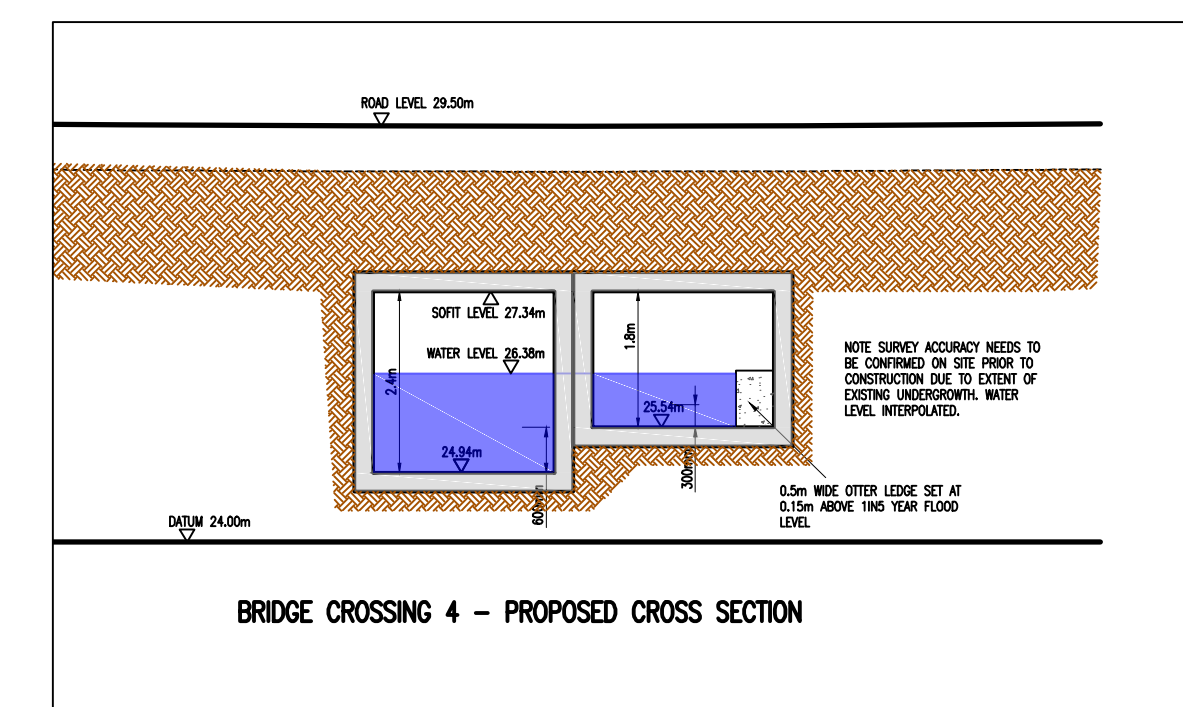 ROAD LEVEL 29.50m
SOFIT LEVEL 27.34m
WATER LEVEL 26.38m
2.4m
1.8m
25.54m
24.94m
600mm
300mm
NOTE SURVEY ACCURACY NEEDS TO
BE CONFIRMED ON SITE PRIOR TO
CONSTRUCTION DUE TO EXTENT OF
EXISTING UNDERGROWTH. WATER
LEVEL INTERPOLATED.
0.5m WIDE OTTER LEDGE SET AT
0.15m ABOVE 1IN5 YEAR FLOOD
LEVEL
DATUM 24.00m
BRIDGE CROSSING 4 – PROPOSED CROSS SECTION